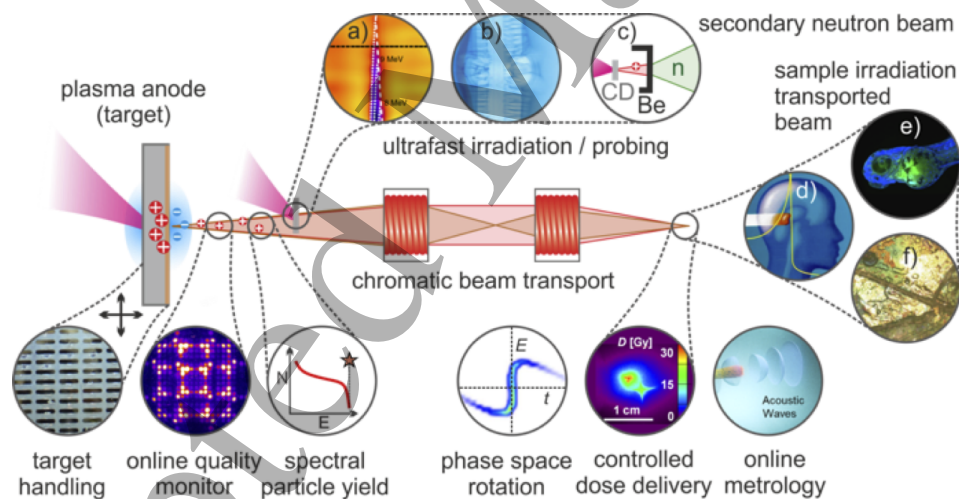 secondary neutron beam
a)
b)
c)
MeV
MeV
CD
Be
n
plasma anode
(target)
sample irradiation
transported
beam
ultrafast irradiation / probing
d)
e)
f)
chromatic beam transport
N
E
E
t
D [Gy]
30
15
0
1 cm
Acoustic
Waves
target
handling
online quality
monitor
spectral
particle yield
phase space
rotation
controlled
dose delivery
online
metrology